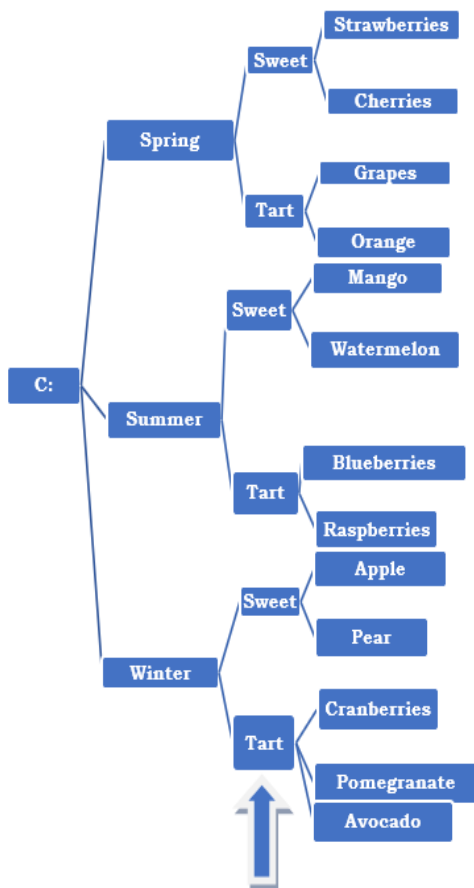 Strawberries
Sweet
Cherries
Spring
Grapes
Tart
Orange
Mango
Sweet
Watermelon
C:
Summer
Blueberries
Tart
Raspberries
Apple
Sweet
Pear
Winter
Cranberries
Tart
Pomegranate
Avocado